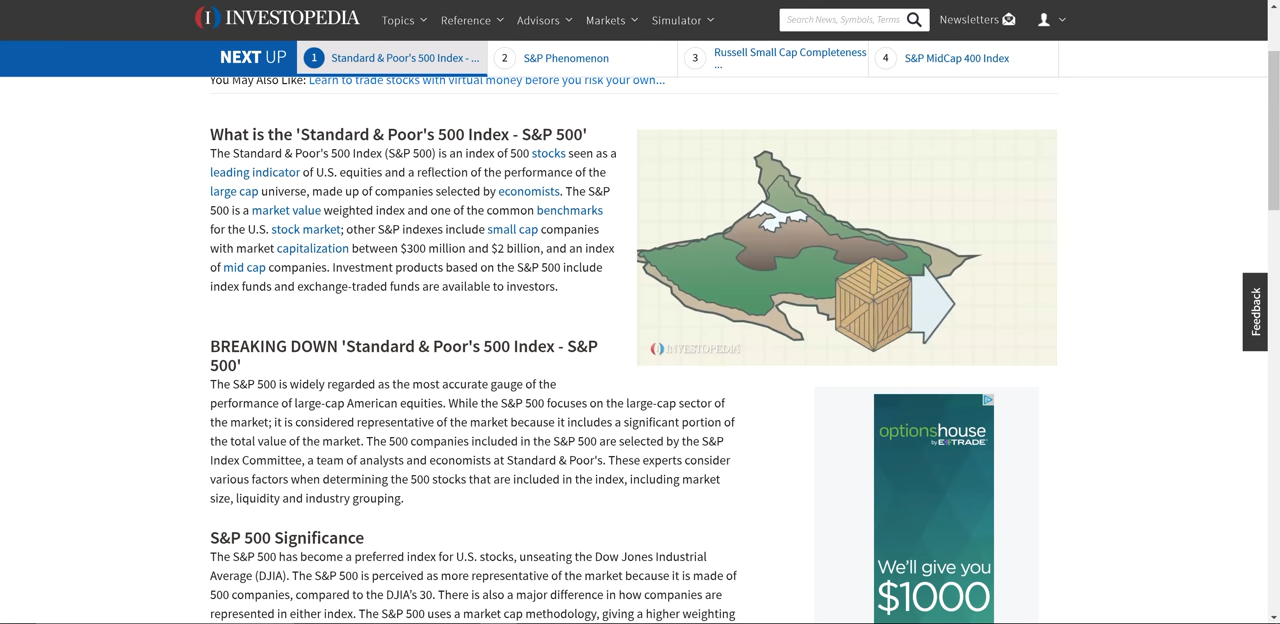 INVESTOPEDIA
Topics
Reference
Advisors
Markets
Simulator
Search News, Symbols, Terms
Newsletters
NEXT UP
1 Standard & Poor's 500 Index - ...
2 S&P Phenomenon
3 Russell Small Cap Completeness ...
4 S&P MidCap 400 Index
You May Also Like: Learn to trade stocks with virtual money before you risk your own...
What is the 'Standard & Poor's 500 Index - S&P 500'
The Standard & Poor's 500 Index (S&P 500) is an index of 500 stocks seen as a
leading indicator of U.S. equities and a reflection of the performance of the
large cap universe, made up of companies selected by economists. The S&P
500 is a market value weighted index and one of the common benchmarks
for the U.S. stock market; other S&P indexes include small cap companies
with market capitalization between $300 million and $2 billion, and an index
of mid cap companies. Investment products based on the S&P 500 include
index funds and exchange-traded funds are available to investors.
INVESTOPEDIA
BREAKING DOWN 'Standard & Poor's 500 Index - S&P
500'
The S&P 500 is widely regarded as the most accurate gauge of the
performance of large-cap American equities. While the S&P 500 focuses on the large-cap sector of
the market; it is considered representative of the market because it includes a significant portion of
the total value of the market. The 500 companies included in the S&P 500 are selected by the S&P
Index Committee, a team of analysts and economists at Standard & Poor's. These experts consider
various factors when determining the 500 stocks that are included in the index, including market
size, liquidity and industry grouping.
S&P 500 Significance
The S&P 500 has become a preferred index for U.S. stocks, unseating the Dow Jones Industrial
Average (DJIA). The S&P 500 is perceived as more representative of the market because it is made of
500 companies, compared to the DJIA's 30. There is also a major difference in how companies are
represented in either index. The S&P 500 uses a market cap methodology, giving a higher weighting
optionshouse
by E*TRADE
We'll give you
$1000
Feedback